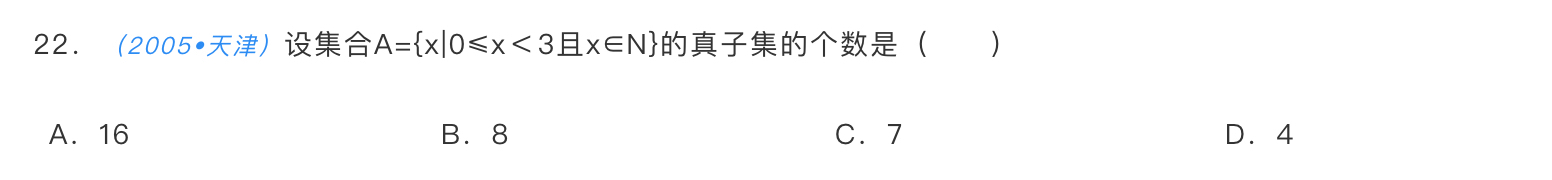 22. (2005•天津) 设集合A={x|0⩽x＜3且x∈N}的真子集的个数是（　　）
A. 16 B. 8 C. 7 D. 4